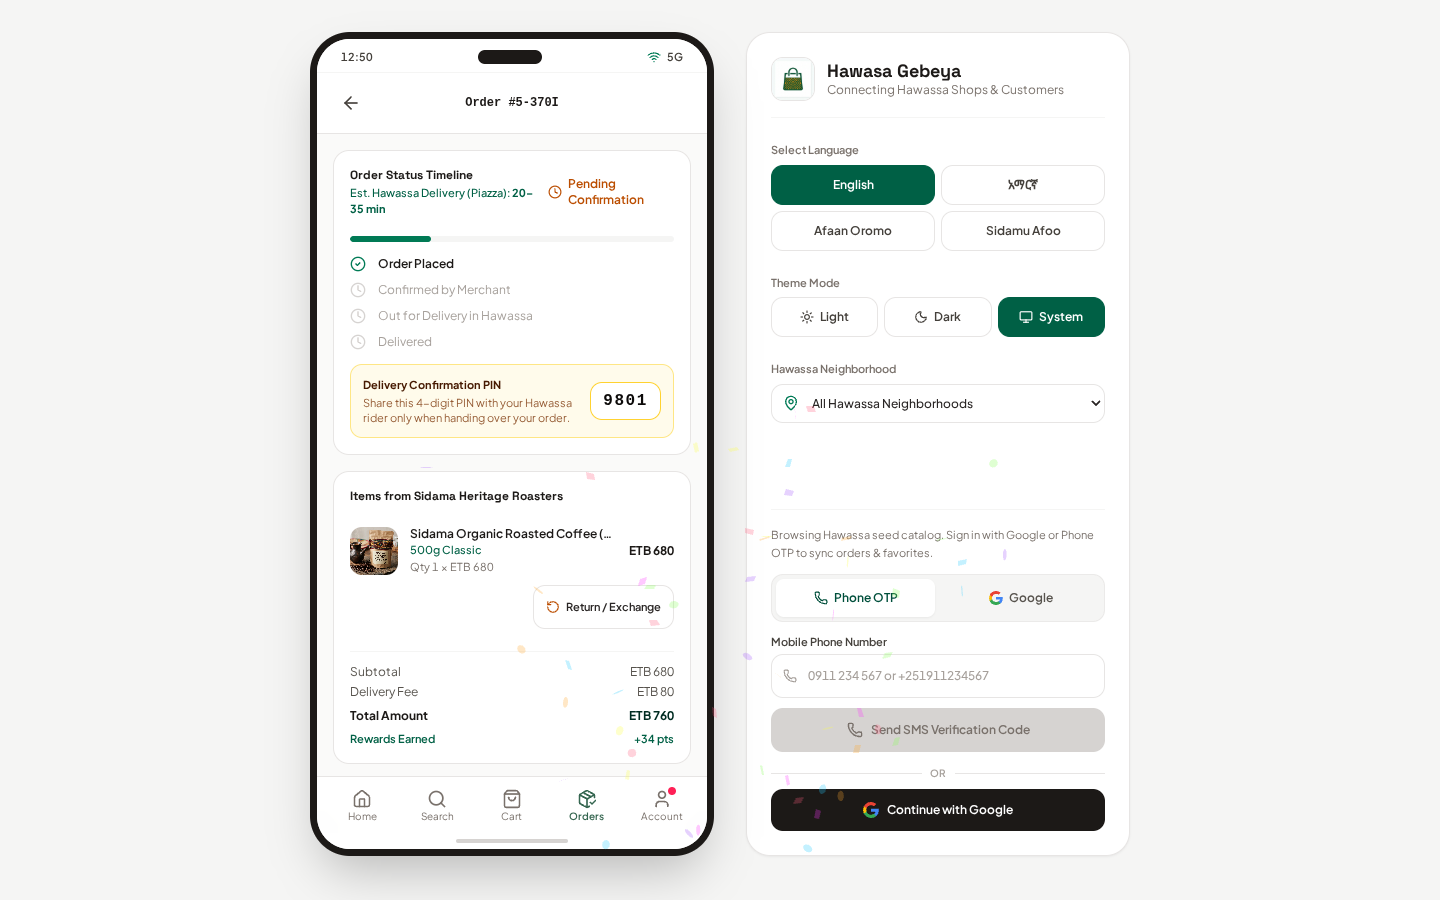 12:50
5G
Order #5-370I
Order Status Timeline
Est. Hawassa Delivery (Piazza): 20–
35 min
Pending
Confirmation
Order Placed
Confirmed by Merchant
Out for Delivery in Hawassa
Delivered
Delivery Confirmation PIN
Share this 4-digit PIN with your Hawassa
rider only when handing over your order.
9801
Items from Sidama Heritage Roasters
Sidama Organic Roasted Coffee (...
500g Classic
Qty 1 × ETB 680
ETB 680
Return / Exchange
Subtotal
ETB 680
Delivery Fee
ETB 80
Total Amount
ETB 760
Rewards Earned
+34 pts
Home
Search
Cart
Orders
Account
Hawasa Gebeya
Connecting Hawassa Shops & Customers
Select Language
English
አማርኛ
Afaan Oromo
Sidamu Afoo
Theme Mode
Light
Dark
System
Hawassa Neighborhood
All Hawassa Neighborhoods
Browsing Hawassa seed catalog. Sign in with Google or Phone
OTP to sync orders & favorites.
Phone OTP
Google
Mobile Phone Number
0911 234 567 or +251911234567
Send SMS Verification Code
OR
Continue with Google